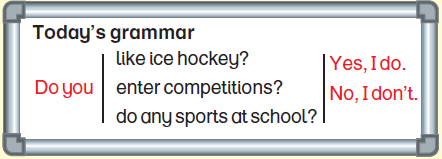 Today's grammar
like ice hockey?
Do you enter competitions?
do any sports at school?
Yes, I do.
No, I don't.